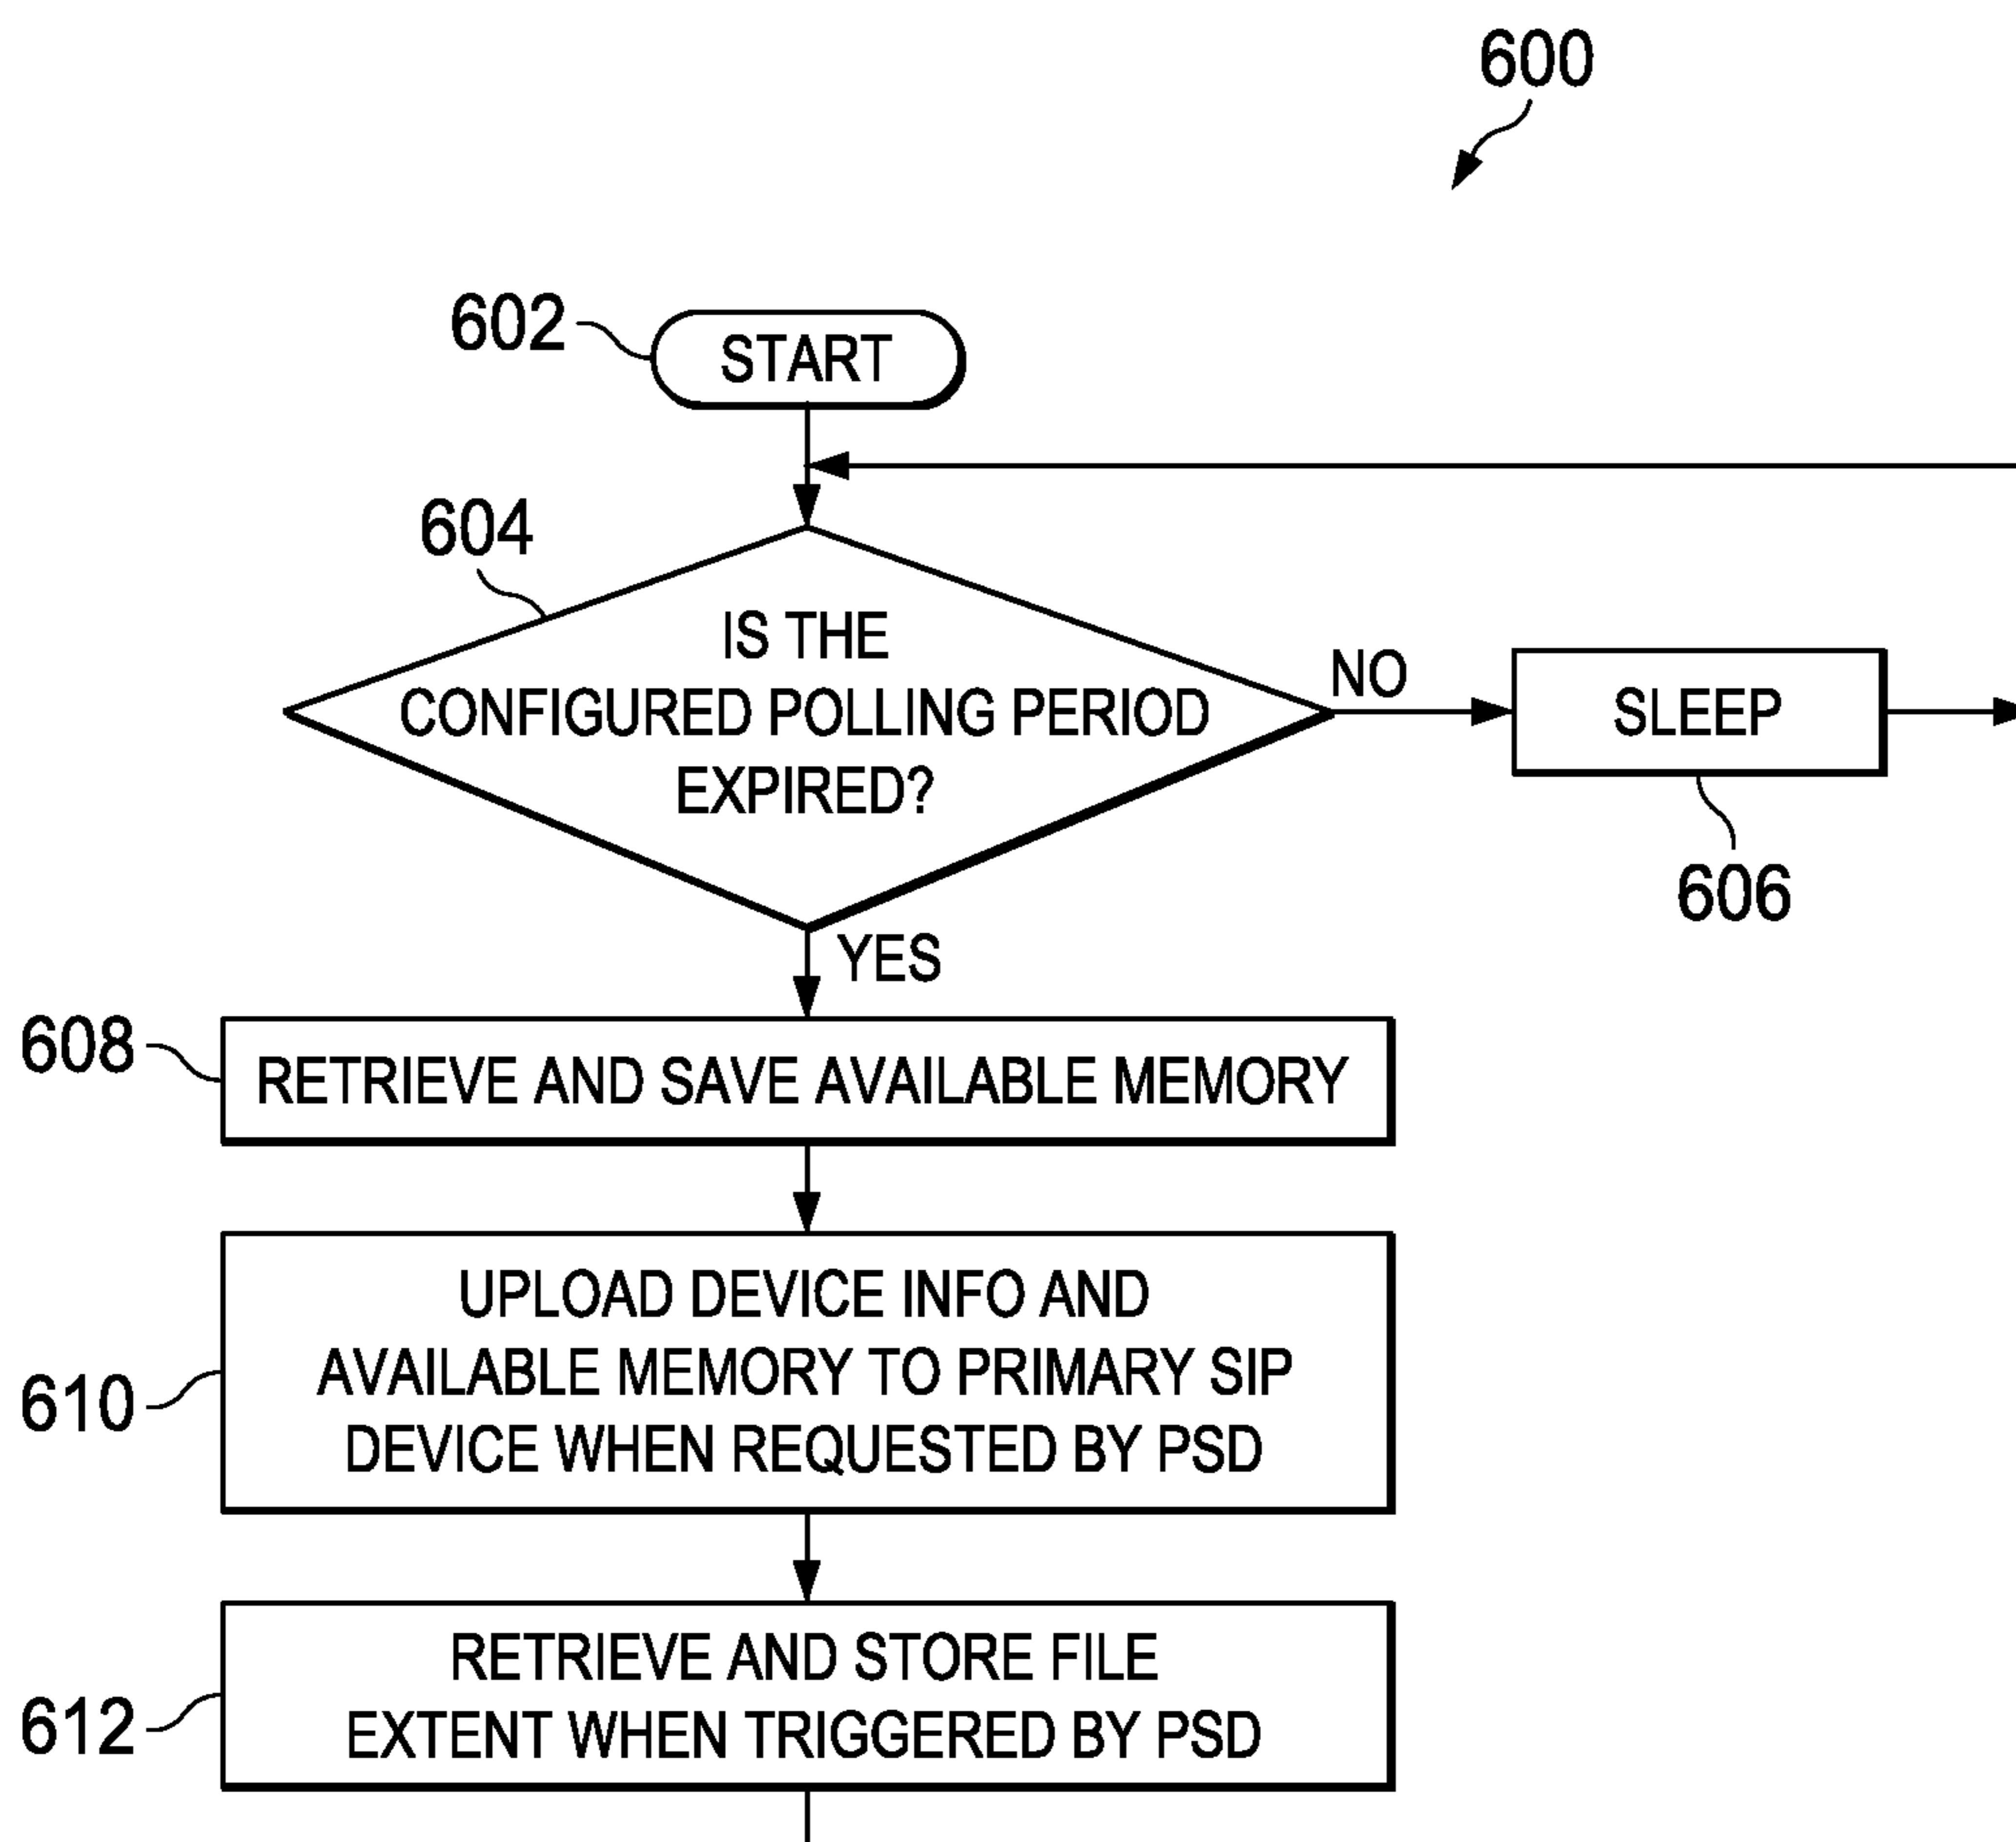 600
602
START
604
IS THE
CONFIGURED POLLING PERIOD
EXPIRED?
NO
SLEEP
606
YES
608
RETRIEVE AND SAVE AVAILABLE MEMORY
610
UPLOAD DEVICE INFO AND
AVAILABLE MEMORY TO PRIMARY SIP
DEVICE WHEN REQUESTED BY PSD
612
RETRIEVE AND STORE FILE
EXTENT WHEN TRIGGERED BY PSD